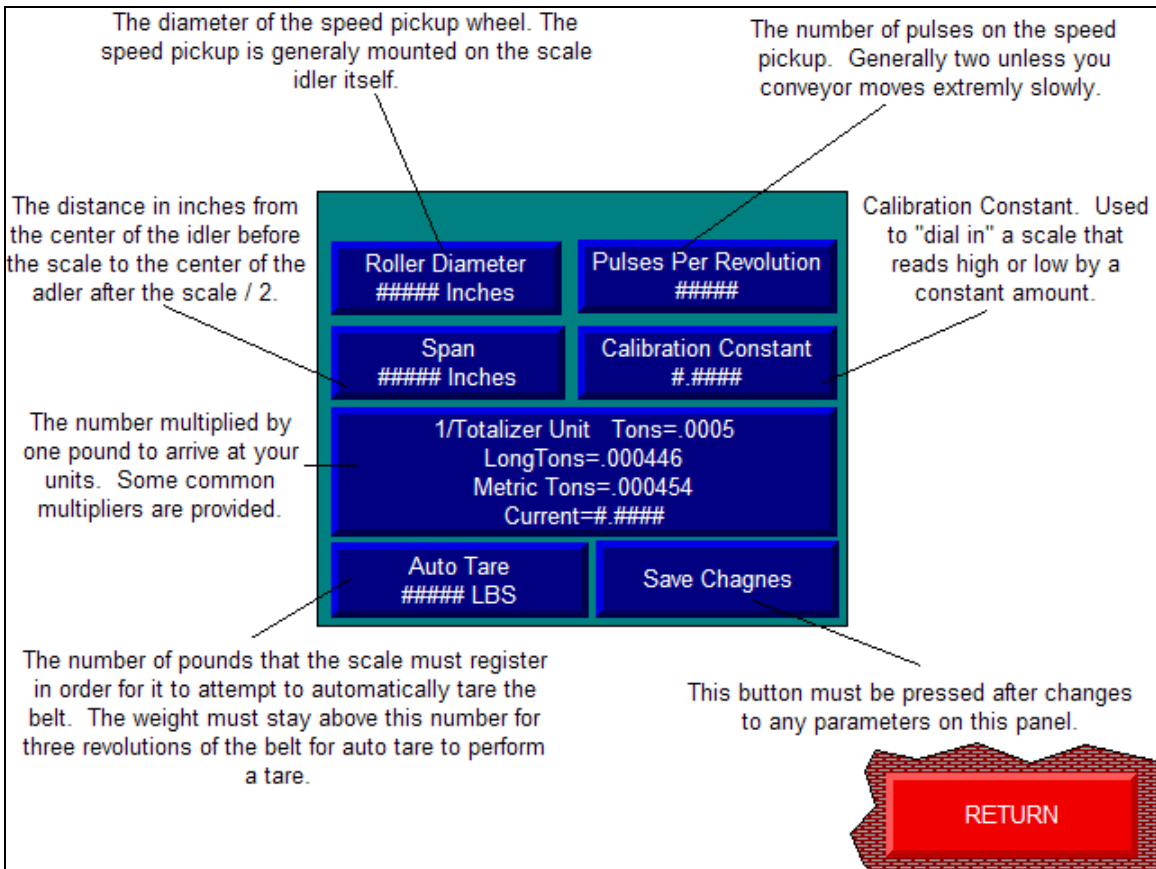 The diameter of the speed pickup wheel. The
speed pickup is generaly mounted on the scale
idler itself.
The number of pulses on the speed
pickup. Generally two unless you
conveyor moves extremly slowly.
The distance in inches from
the center of the idler before
the scale to the center of the
adler after the scale / 2.
Calibration Constant. Used
to "dial in" a scale that
reads high or low by a
constant amount.
Roller Diameter
##### Inches
Pulses Per Revolution
#####
Span
##### Inches
Calibration Constant
#.####
The number multiplied by
one pound to arrive at your
units. Some common
multipliers are provided.
1/Totalizer Unit Tons=.0005
LongTons=.000446
Metric Tons=.000454
Current=#.####
Auto Tare
##### LBS
Save Chagnes
The number of pounds that the scale must register
in order for it to attempt to automatically tare the
belt. The weight must stay above this number for
three revolutions of the belt for auto tare to perform
a tare.
This button must be pressed after changes
to any parameters on this panel.
RETURN